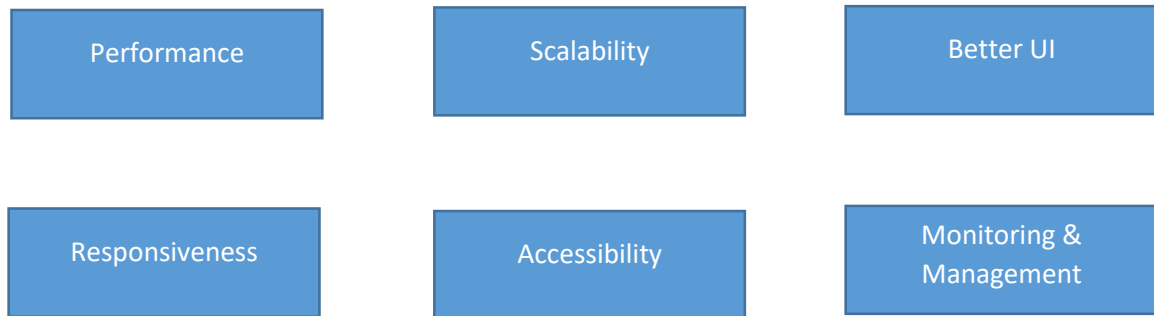 Performance
Scalability
Better UI
Responsiveness
Accessibility
Monitoring &
Management